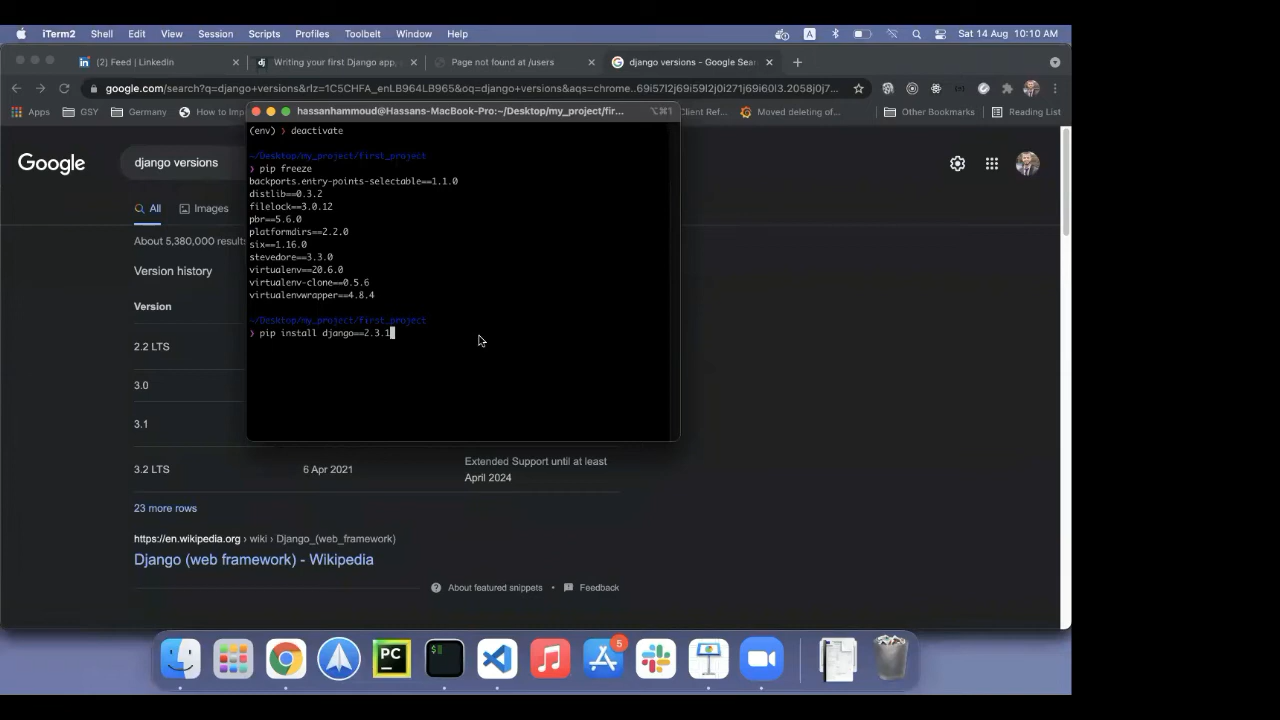 iTerm2 Shell Edit View Session Scripts Profiles Toolbelt Window Help
A
Sat 14 Aug 10:10 AM
(2) Feed | LinkedIn
dj Writing your first Django app,
Page not found at /users
django versions - Google Sea
google.com/search?q=django+versions&rlz=1C5CHFA_enLB964LB965&oq=django+versions&aqs=chrome..69i57j0i512j0i20i263i512j0i271j69i60l3.2058j0j7...
Apps GSY Germany How to Imp
Client Ref... Moved deleting of... Other Bookmarks Reading List
hassanhammoud@Hassans-MacBook-Pro:~/Desktop/my_project/fir... ⌥⌘1
(env) ❯ deactivate
~/Desktop/my_project/first_project
❯ pip freeze
backports.entry-points-selectable==1.1.0
distlib==0.3.2
filelock==3.0.12
pbr==5.6.0
platformdirs==2.2.0
six==1.16.0
stevedore==3.3.0
virtualenv==20.6.0
virtualenv-clone==0.5.6
virtualenvwrapper==4.8.4
~/Desktop/my_project/first_project
❯ pip install django==2.3.1
Google
django versions
All Images
About 5,380,000 results
Version history
Version
2.2 LTS
3.0
3.1
3.2 LTS 6 Apr 2021 Extended Support until at least
April 2024
23 more rows
https://en.wikipedia.org › wiki › Django_(web_framework)
Django (web framework) - Wikipedia
About featured snippets • Feedback
PC
$
5